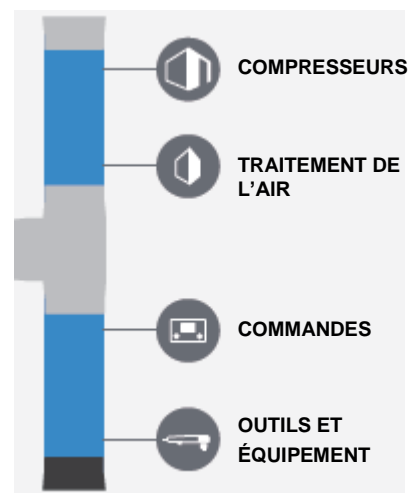 COMPRESSEURS
TRAITEMENT DE
L’AIR
COMMANDES
OUTILS ET
ÉQUIPEMENT